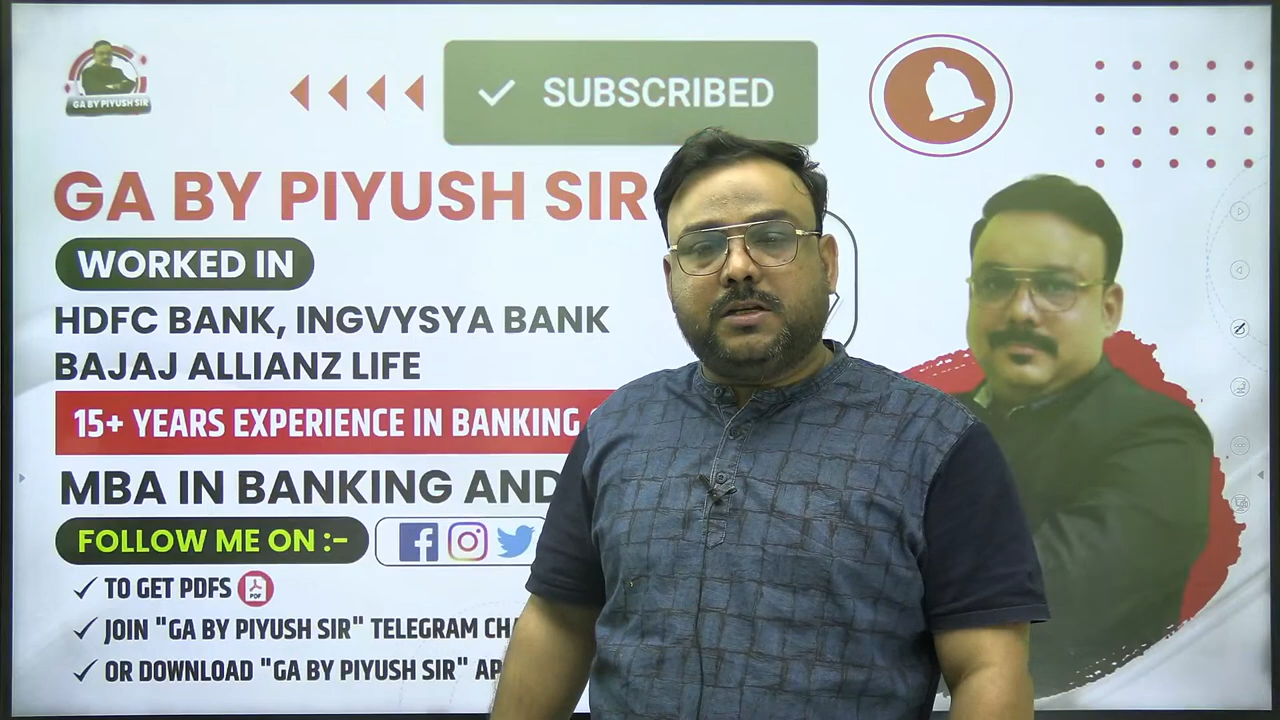 GA BY PIYUSH SIR
SUBSCRIBED
GA BY PIYUSH SIR
WORKED IN
HDFC BANK, INGVYSYA BANK
BAJAJ ALLIANZ LIFE
15+ YEARS EXPERIENCE IN BANKING
MBA IN BANKING AND
FOLLOW ME ON :-
TO GET PDFS
PDF
JOIN "GA BY PIYUSH SIR" TELEGRAM
OR DOWNLOAD "GA BY PIYUSH SIR"